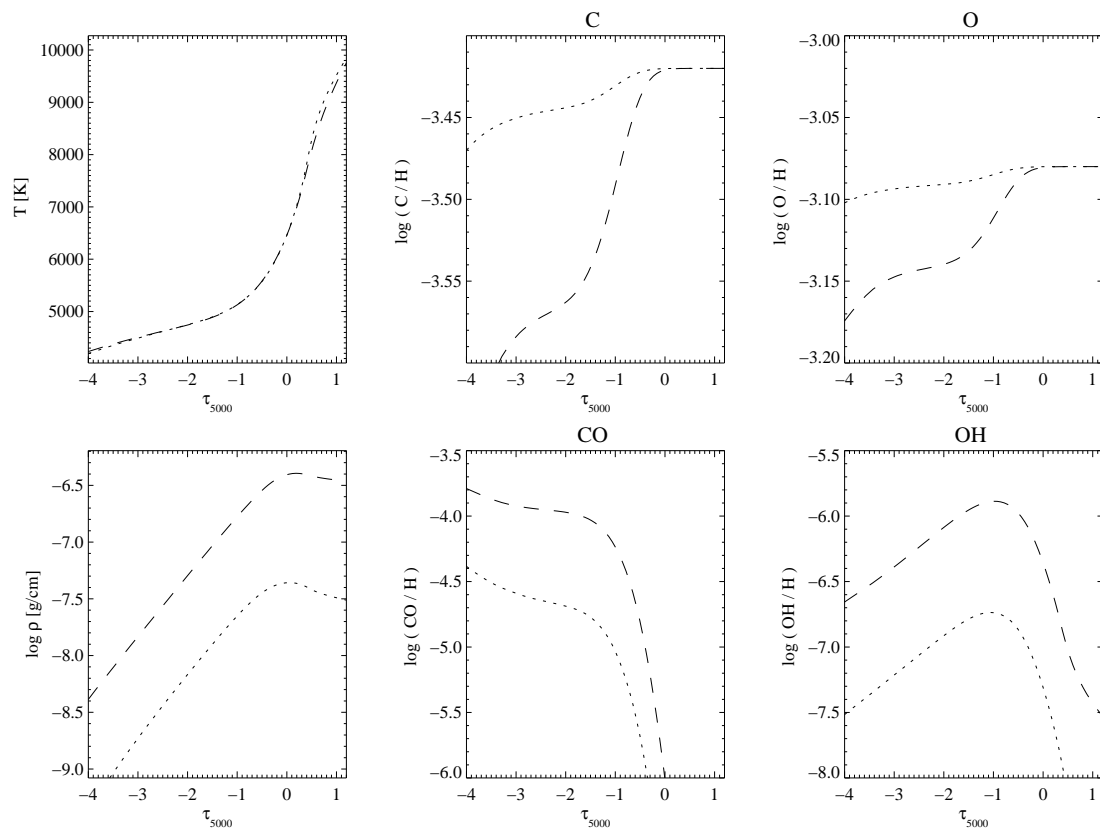 C
O
T [K]
10000
9000
8000
7000
6000
5000
−4 −3 −2 −1 0 1
τ5000
log ( C / H )
−3.45
−3.50
−3.55
−4 −3 −2 −1 0 1
τ5000
log ( O / H )
−3.00
−3.05
−3.10
−3.15
−3.20
−4 −3 −2 −1 0 1
τ5000
CO
OH
log ρ [g/cm]
−6.5
−7.0
−7.5
−8.0
−8.5
−9.0
−4 −3 −2 −1 0 1
τ5000
log ( CO / H )
−3.5
−4.0
−4.5
−5.0
−5.5
−6.0
−4 −3 −2 −1 0 1
τ5000
log ( OH / H )
−5.5
−6.0
−6.5
−7.0
−7.5
−8.0
−4 −3 −2 −1 0 1
τ5000